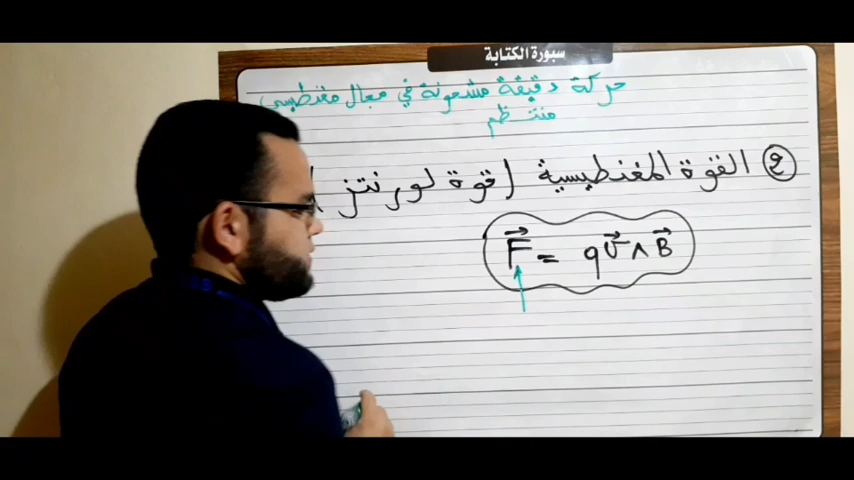 سبورة الكتابة
حركة دقيقة مشحونة في مجال مغنطيسي
منتظم
ع القوة المغنطيسية (قوة لورنتز)
F⃗ = qv⃗ ∧ B⃗